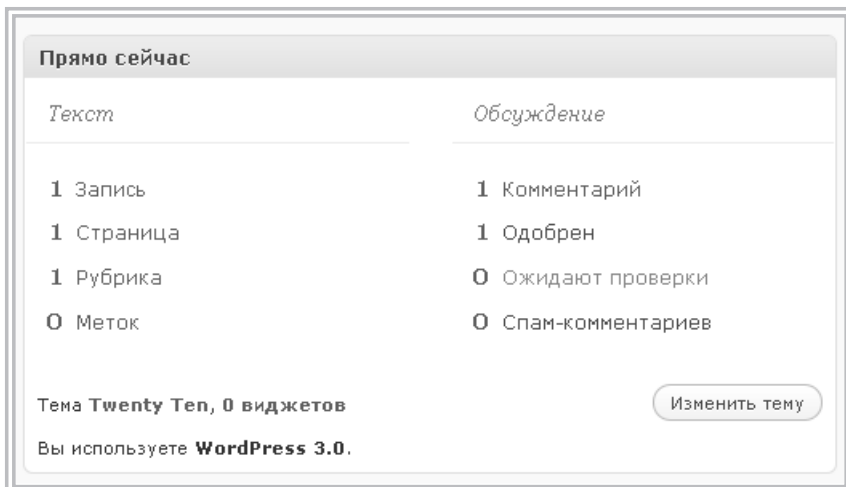 Прямо сейчас
Текст
Обсуждение
1 Запись
1 Комментарий
1 Страница
1 Одобрен
1 Рубрика
0 Ожидают проверки
0 Меток
0 Спам-комментариев
Тема Twenty Ten, 0 виджетов
Изменить тему
Вы используете WordPress 3.0.